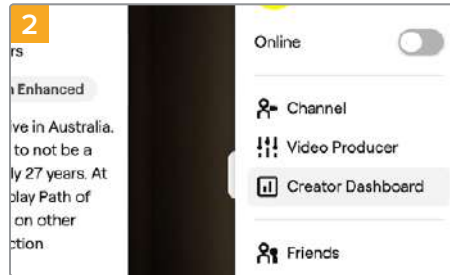 2
rs
Enhanced
ve in Australia.
to not be a
ly 27 years. At
play Path of
on other
ction
Online
Channel
Video Producer
Creator Dashboard
Friends